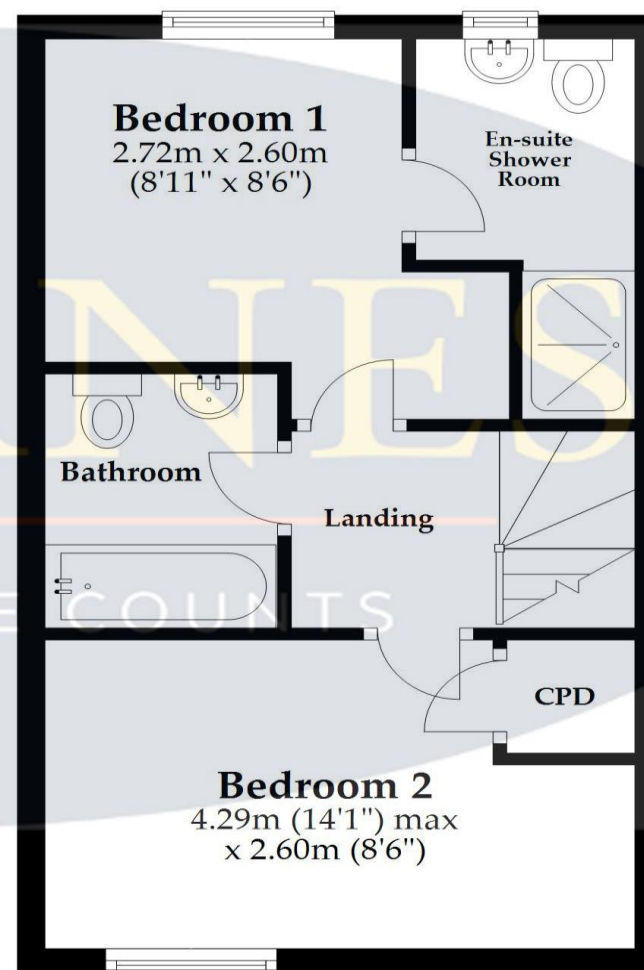 Bedroom 1
2.72m x 2.60m
(8'11" x 8'6")
En-suite
Shower
Room
NES
Bathroom
Landing
E COUNTS
CPD
Bedroom 2
4.29m (14'1") max
x 2.60m (8'6")